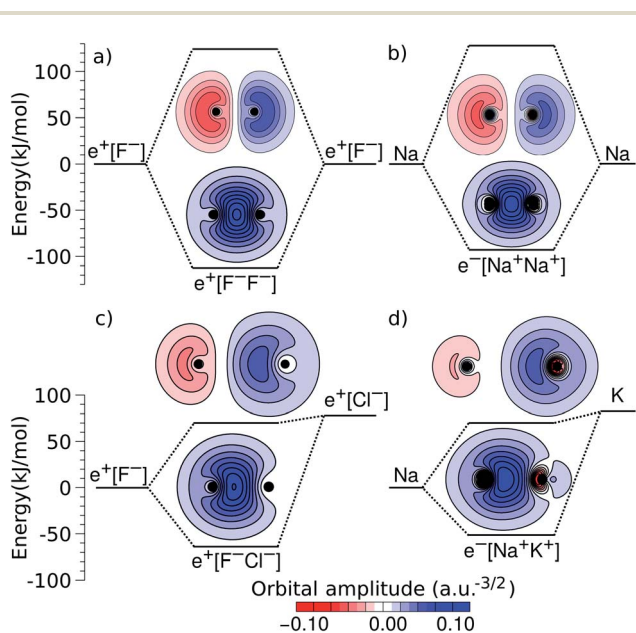 a)
b)
Energy(kJ/mol)
100
50
0
-50
-100
e⁺[F⁻]
e⁺[F⁻]
e⁺[F⁻F⁻]
Na
Na
e⁻[Na⁺Na⁺]
c)
d)
Energy(kJ/mol)
100
50
0
-50
-100
e⁺[F⁻]
e⁺[Cl⁻]
e⁺[F⁻Cl⁻]
Na
K
e⁻[Na⁺K⁺]
Orbital amplitude (a.u.⁻³/²)
−0.10 0.00 0.10